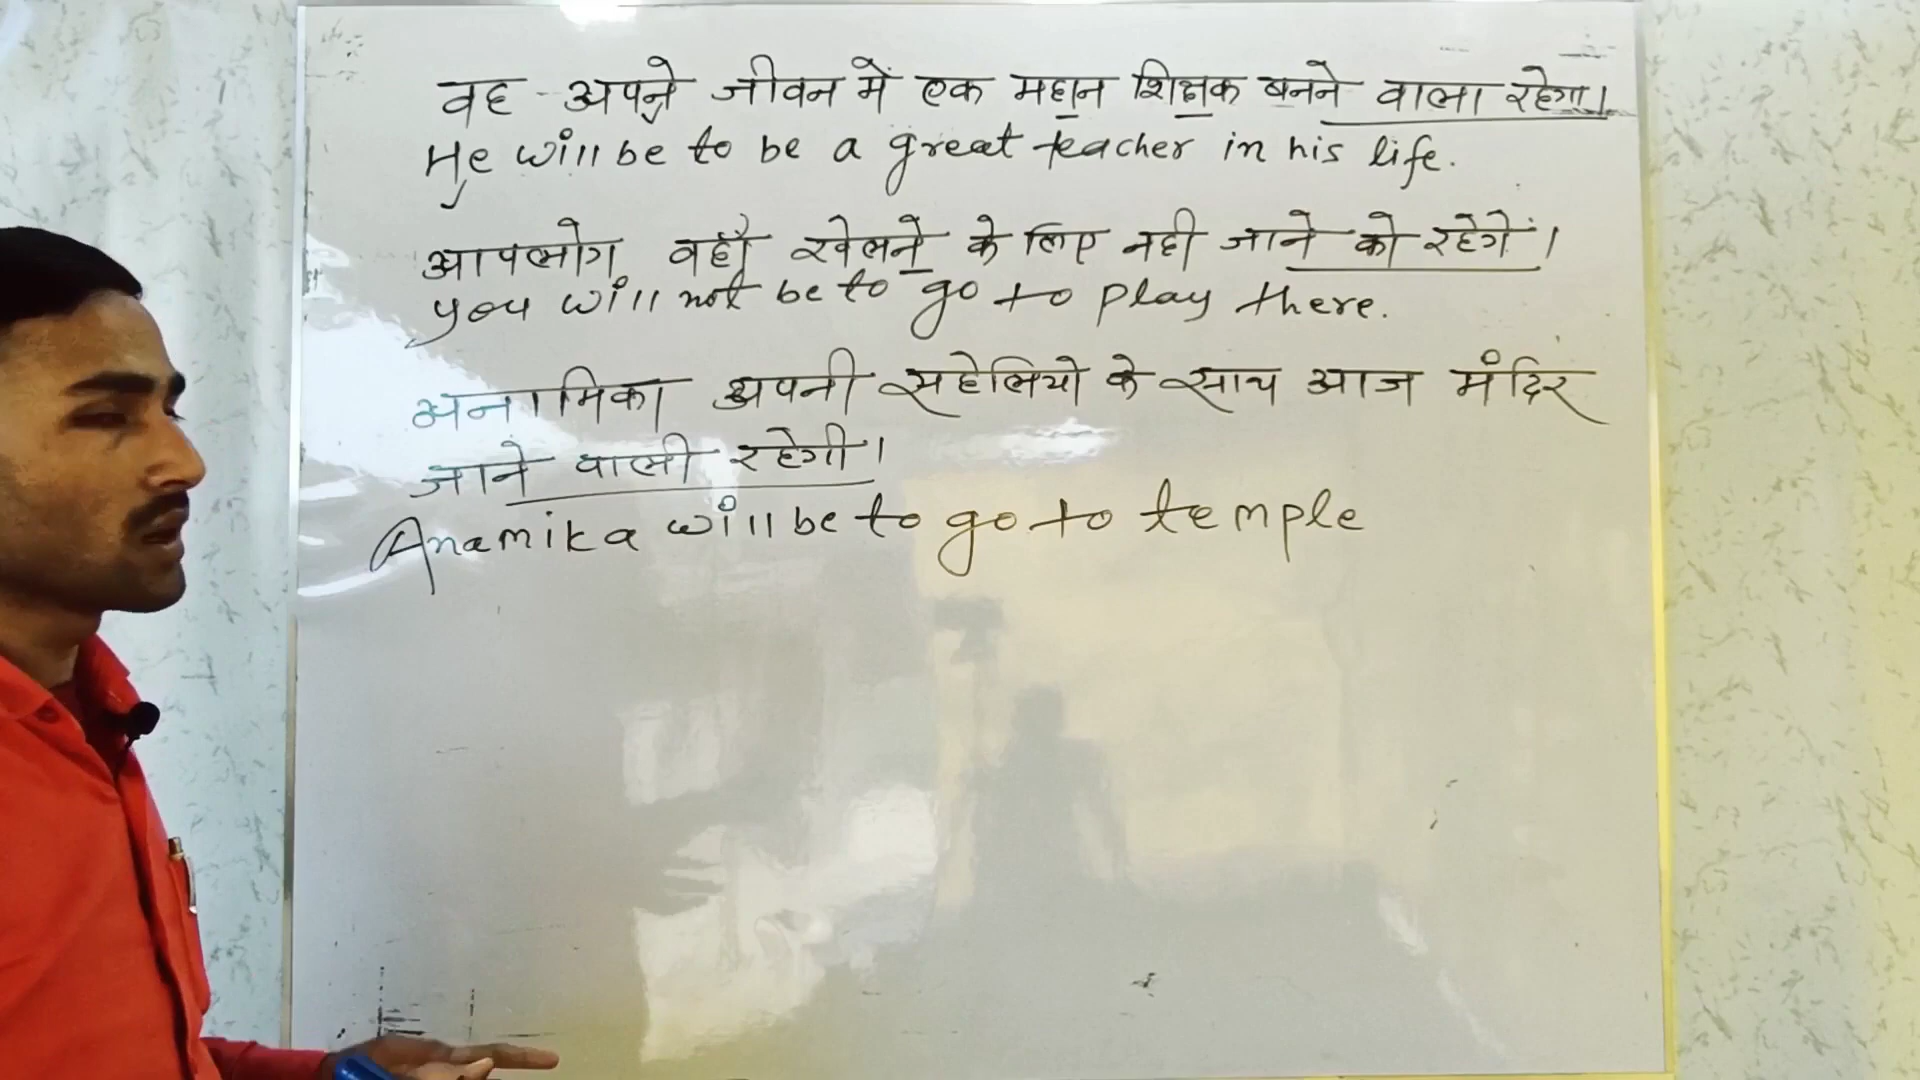 वह अपने जीवन में एक महान शिक्षक बनने वाला रहेगा।
He will be to be a great teacher in his life.
आपलोग वहाँ खेलने के लिए नही जाने को रहेगें।
you will not be to go to play there.
अनामिका अपनी सहेलियो के साथ आज मंदिर
जाने वाली रहेगी।
Anamika will be to go to temple